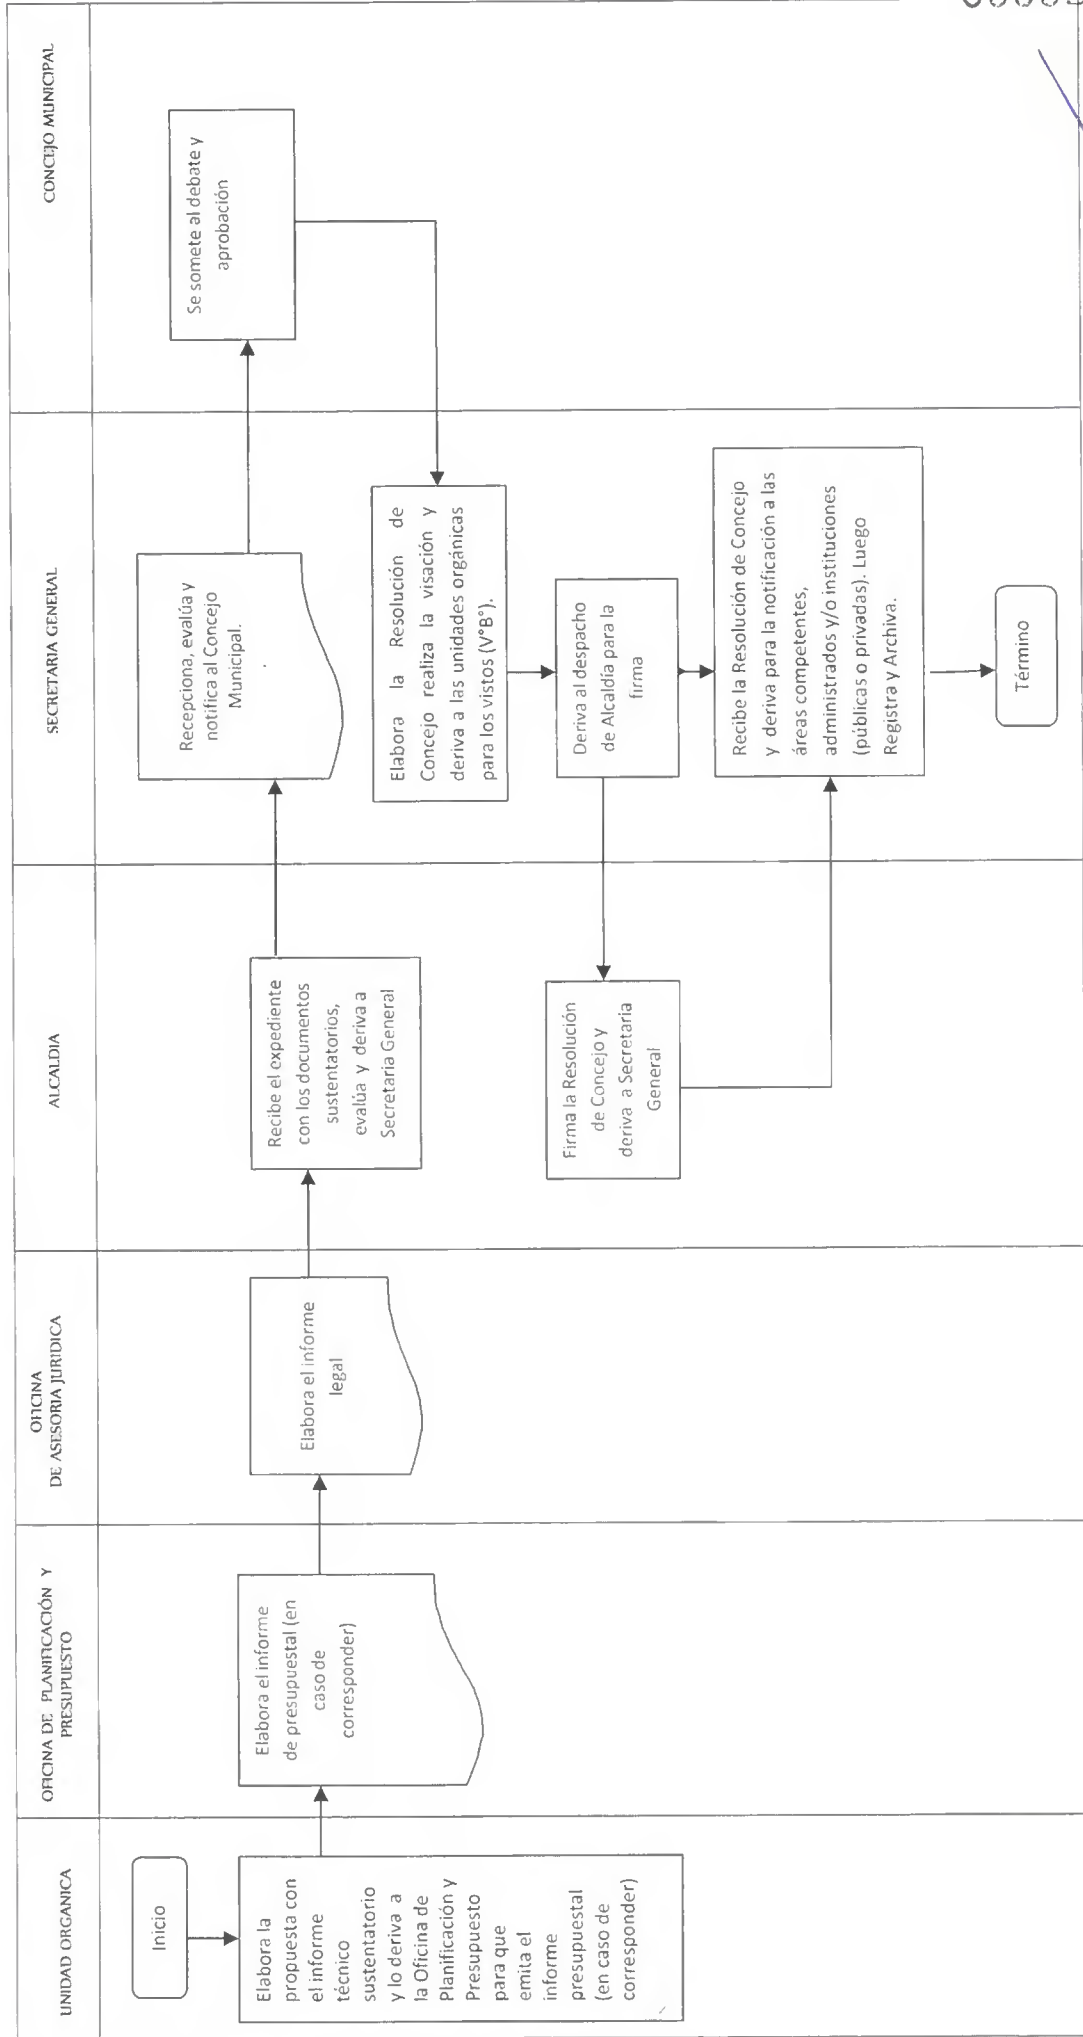 UNIDAD ORGANICA
OFICINA DE PLANIFICACIÓN Y
PRESUPUESTO
OFICINA
DE ASESORIA JURIDICA
ALCALDIA
SECRETARIA GENERAL
CONCEJO MUNICIPAL
Inicio
Elabora la
propuesta con
el informe
técnico
sustentatorio
y lo deriva a
la Oficina de
Planificación y
Presupuesto
para que
emita el
informe
presupuestal
(en caso de
corresponder)
Elabora el informe
de presupuestal (en
caso de
corresponder)
Elabora el informe
legal
Recibe el expediente
con los documentos
sustentatorios,
evalúa y deriva a
Secretaria General
Recepciona, evalúa y
notifica al Concejo
Municipal.
Se somete al debate y
aprobación
Elabora la Resolución de
Concejo realiza la visación y
deriva a las unidades orgánicas
para los vistos (V°B°).
Deriva al despacho
de Alcaldía para la
firma
Firma la Resolución
de Concejo y
deriva a Secretaria
General
Recibe la Resolución de Concejo
y deriva para la notificación a las
áreas competentes,
administrados y/o instituciones
(públicas o privadas). Luego
Registra y Archiva.
Término